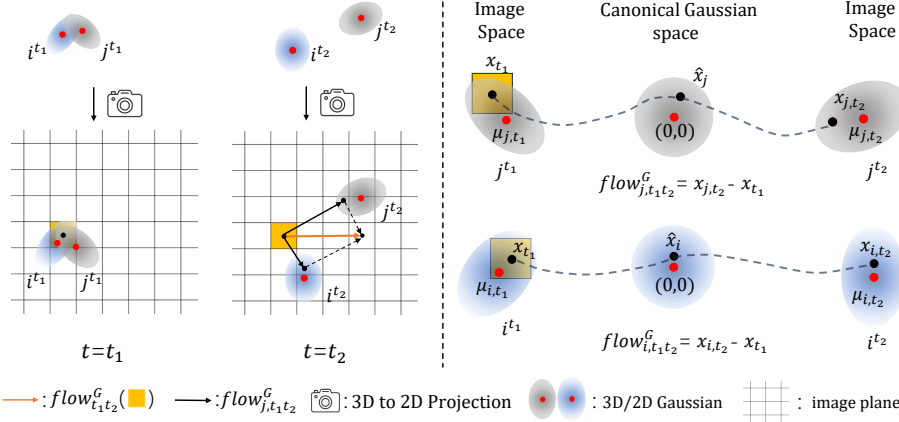 i^{t_1} j^{t_1}
i^{t_2} j^{t_2}
j^{t_2}
i^{t_1} j^{t_1}
i^{t_2}
t=t_1 t=t_2
Image Space
Canonical Gaussian space
Image Space
x_{t_1} \hat{x}_j x_{j,t_2}
μ_{j,t_1} (0,0) μ_{j,t_2}
j^{t_1} j^{t_2}
flow^G_{j,t_1t_2}= x_{j,t_2} - x_{t_1}
x_{t_1} \hat{x}_i x_{i,t_2}
μ_{i,t_1} (0,0) μ_{i,t_2}
i^{t_1} i^{t_2}
flow^G_{i,t_1t_2}= x_{i,t_2} - x_{t_1}
: flow^G_{t_1t_2}( ) : flow^G_{j,t_1t_2} : 3D to 2D Projection : 3D/2D Gaussian : image plane